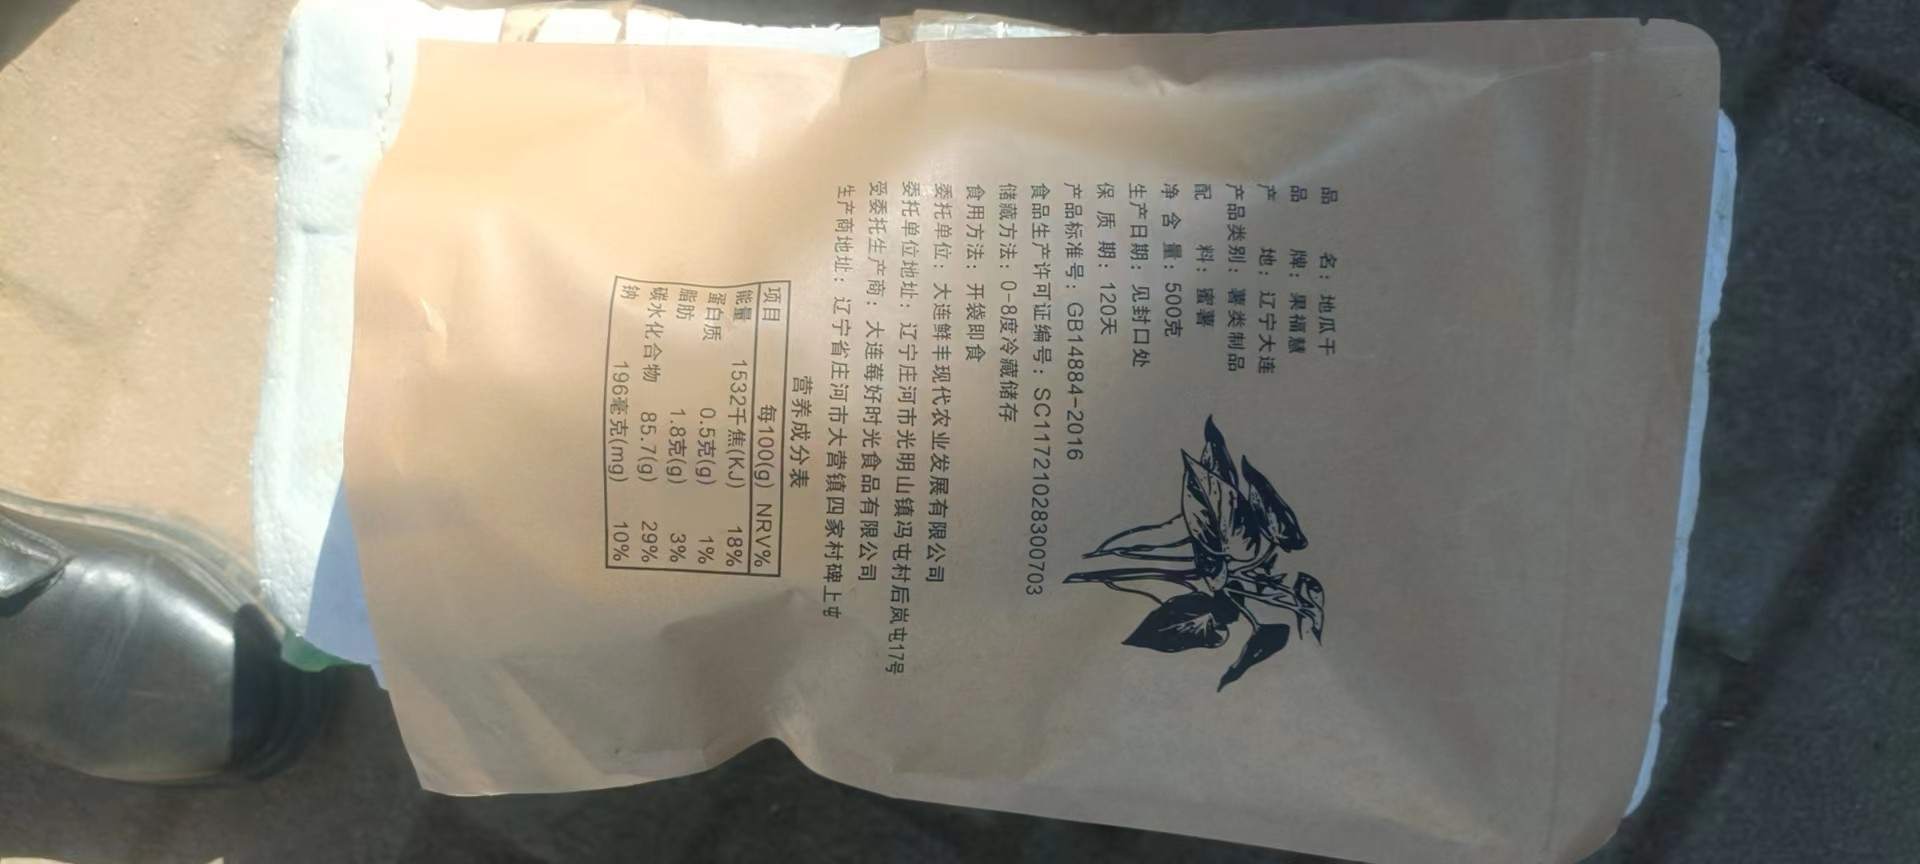 品 名：地瓜干
品 牌：果福慧
产 地：辽宁大连
产品类别：薯类制品
配 料：蜜薯
净 含 量：500克
生产日期：见封口处
保 质 期：120天
产品标准号：GB14884-2016
食品生产许可证编号：SC11721028300703
储藏方法：0-8度冷藏储存
食用方法：开袋即食
委托单位：大连鲜丰现代农业发展有限公司
委托单位地址：辽宁庄河市光明山镇冯屯村后岚屯17号
受委托生产商：大连莓好时光食品有限公司
生产商地址：辽宁省庄河市大营镇四家村碑上屯
营养成分表
项目 每100(g) NRV%
能量 1532千焦(KJ) 18%
蛋白质 0.5克(g) 1%
脂肪 1.8克(g) 3%
碳水化合物 85.7(g) 29%
钠 196毫克(mg) 10%